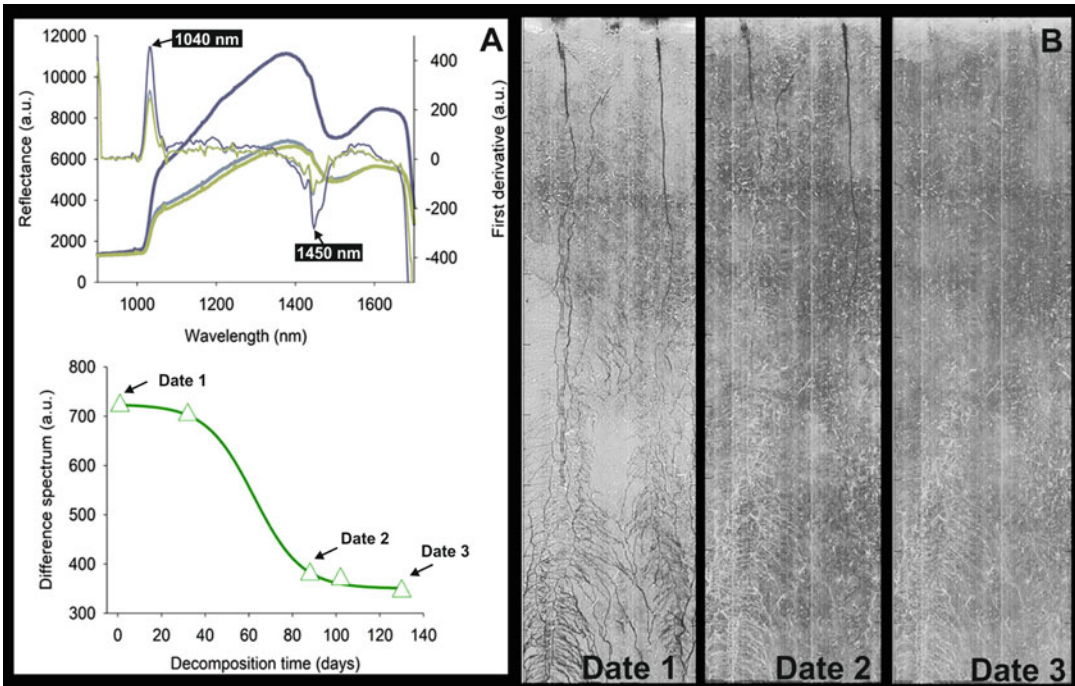 A
1040 nm
12000
10000
8000
6000
4000
2000
0
Reflectance (a.u.)
400
200
0
-200
-400
First derivative (a.u.)
1450 nm
1000
1200
1400
1600
Wavelength (nm)
800
700
600
500
400
300
Difference spectrum (a.u.)
Date 1
Date 2
Date 3
0
20
40
60
80
100
120
140
Decomposition time (days)
B
Date 1
Date 2
Date 3